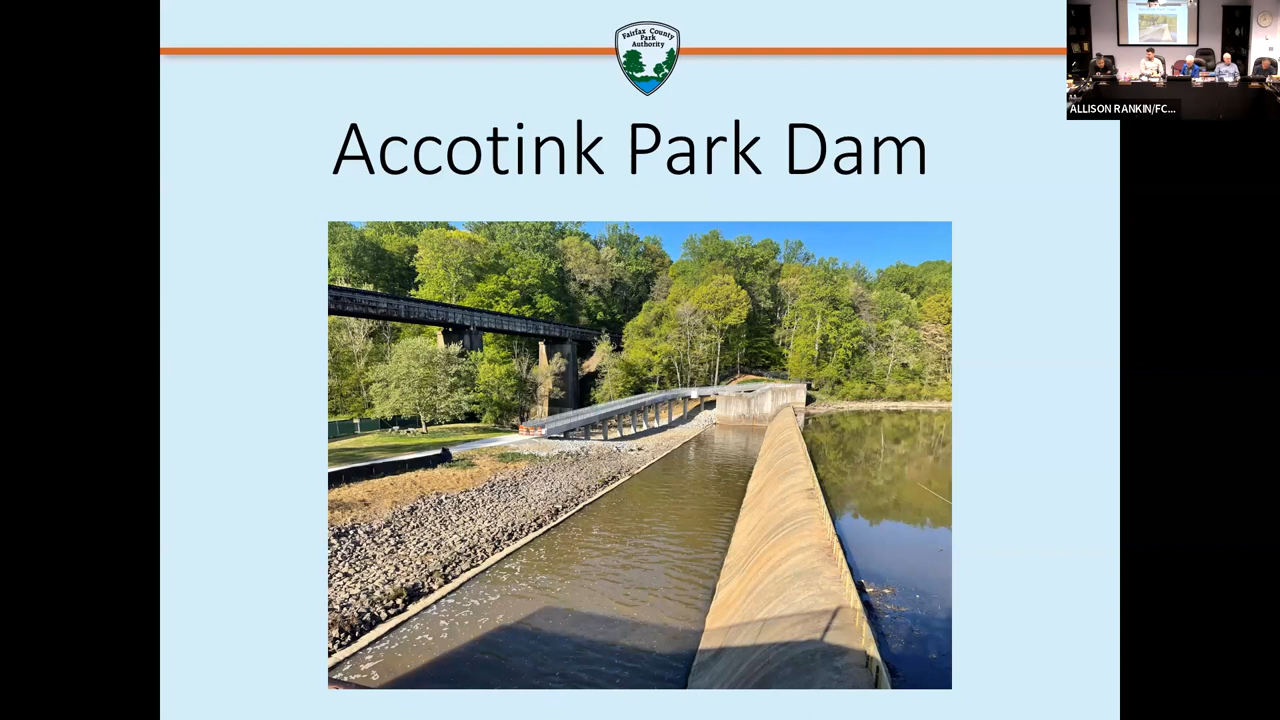 Fairfax County
Park
Authority
Accotink Park Dam
ALLISON RANKIN/FC...